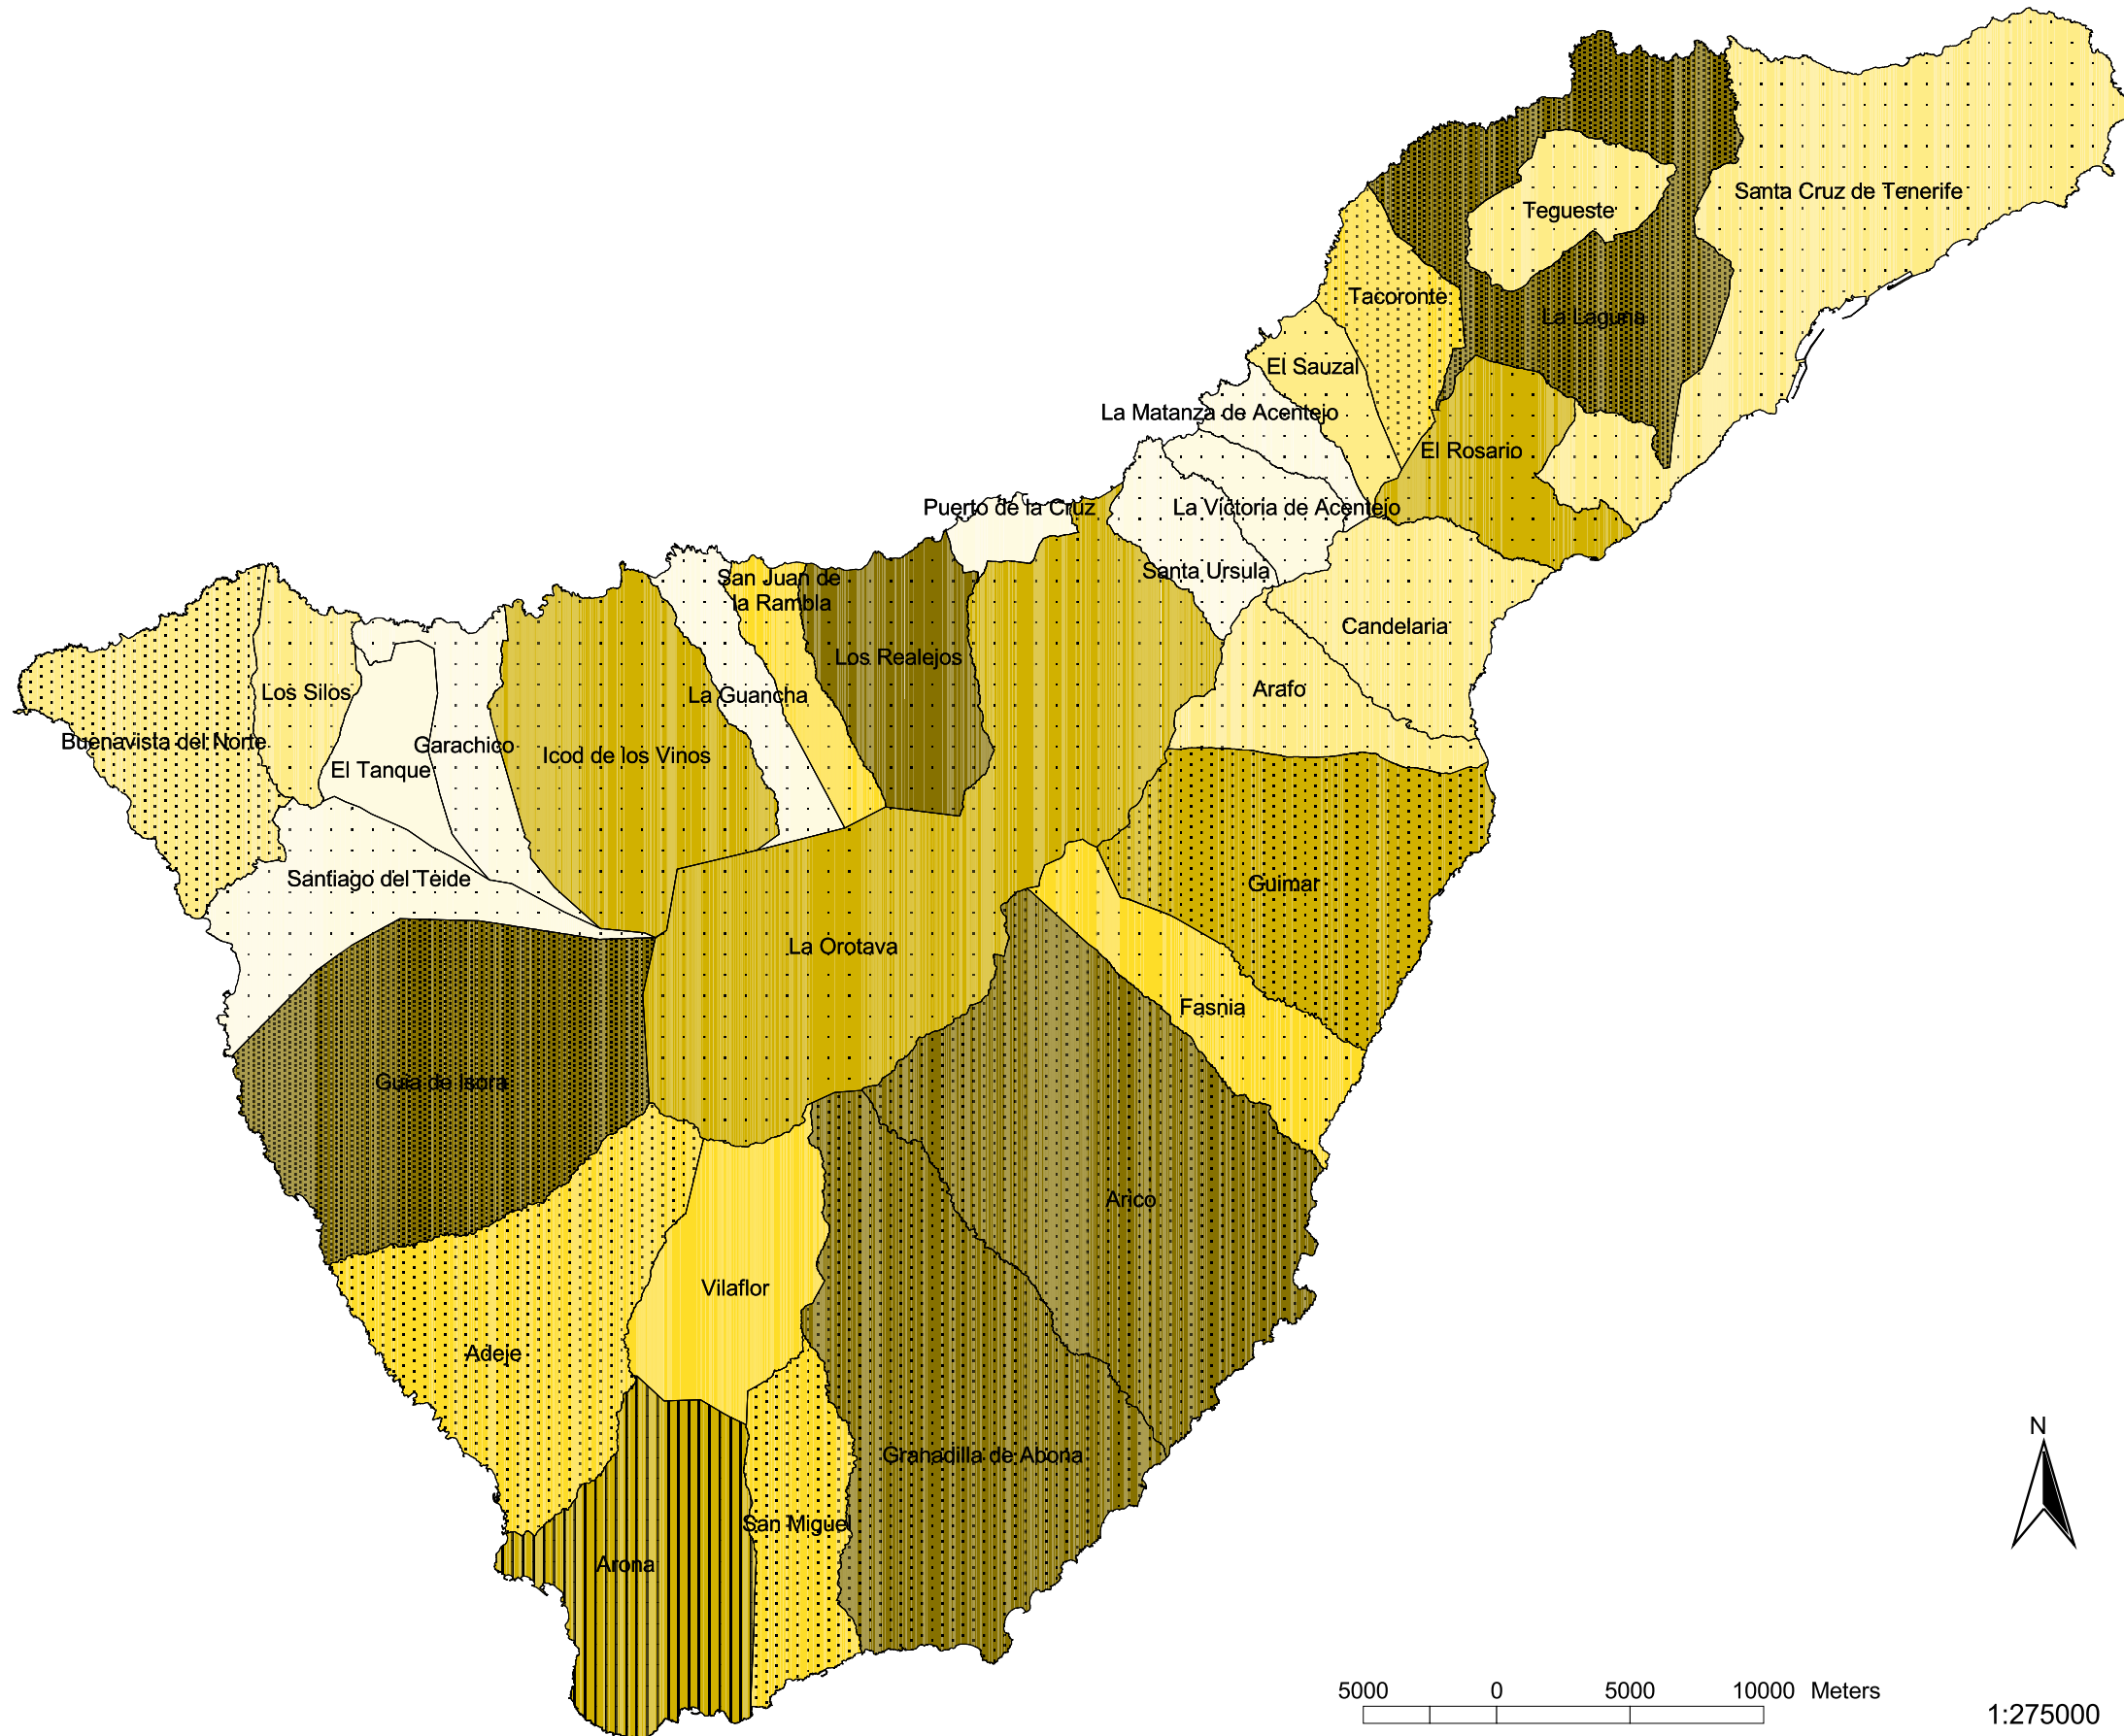 Santa Cruz de Tenerife
Tegueste
Tacoronte
La Laguna
El Sauzal
La Matanza de Acentejo
El Rosario
Puerto de la Cruz
La Victoria de Acentejo
Santa Ursula
San Juan de
la Rambla
Candelaria
Los Realejos
Arafo
Los Silos
La Guancha
Buenavista del Norte
Garachico
Icod de los Vinos
El Tanque
Santiago del Teide
Guimar
La Orotava
Fasnia
Guia de Isora
Arico
Vilaflor
Adeje
N
Granadilla de Abona
San Miguel
Arona
5000 0 5000 10000 Meters
1:275000